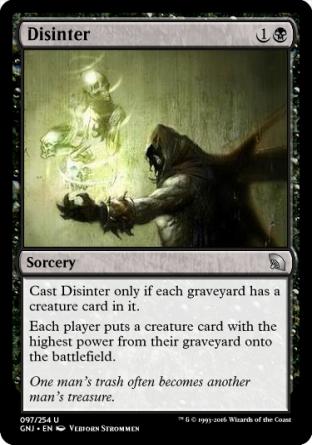 Disinter 1
Sorcery
Cast Disinter only if each graveyard has a
creature card in it.
Each player puts a creature card with the
highest power from their graveyard onto
the battlefield.
One man's trash often becomes another
man's treasure.
097/254 U
GNJ • EN VEBJORN STROMMEN
™ & © 1993-2016 Wizards of the Coast